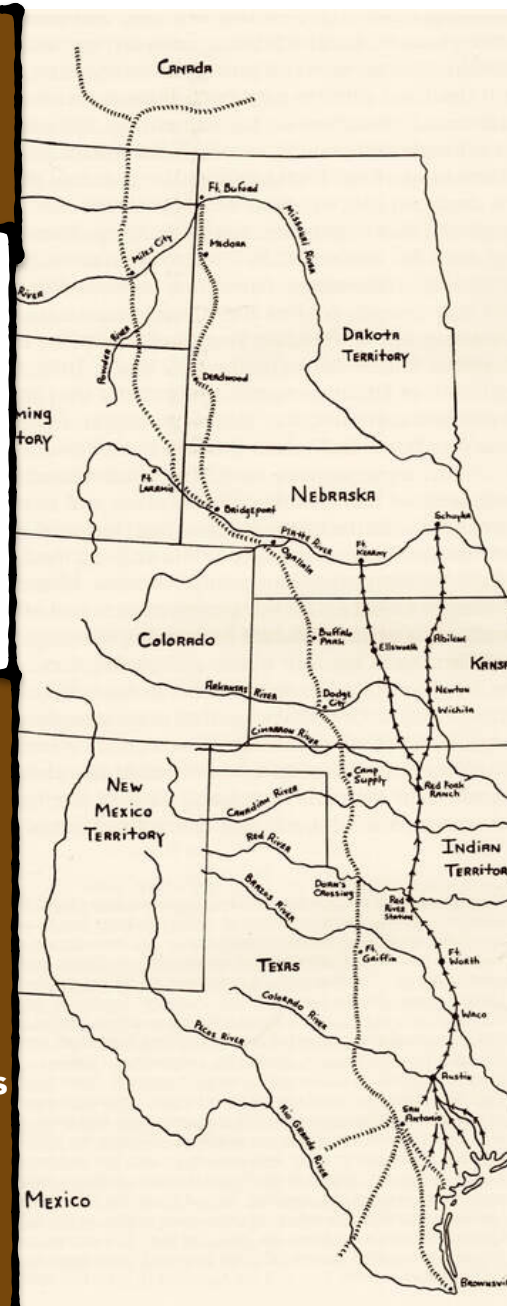 CANADA
Ft. Buford
Missouri River
Miles City
Medora
River
Powder River
Dakota
Territory
Deadwood
ming
tory
Ft.
Laramie
Nebraska
Bridgeport
Schuyler
Platte River
Ft.
Kearny
Ogallala
Colorado
Buffalo
Park
Abilene
Ellsworth
Kansa
Newton
Arkansas River
Dodge
City
Wichita
Cimarron River
New
Mexico
Territory
Camp
Supply
Red Fork
Ranch
Canadian River
Red River
Indian
Territor
Doan's
Crossing
Red
River
Station
Brazos River
Ft.
Griffin
Ft.
Worth
Texas
Colorado River
Waco
Pecos River
Austin
s
San
Antonio
Rio Grande River
Mexico
Brownsvil